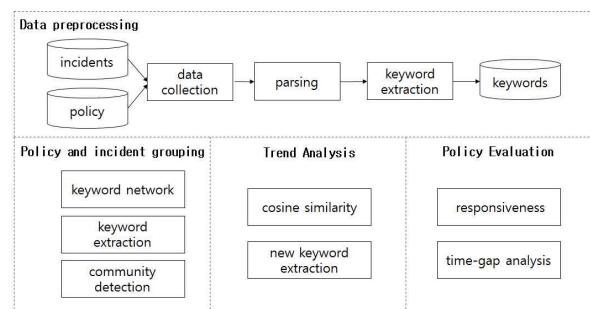 Data preprocessing
incidents
policy
data
collection
parsing
keyword
extraction
keywords
Policy and incident grouping
keyword network
keyword
extraction
community
detection
Trend Analysis
cosine similarity
new keyword
extraction
Policy Evaluation
responsiveness
time-gap analysis